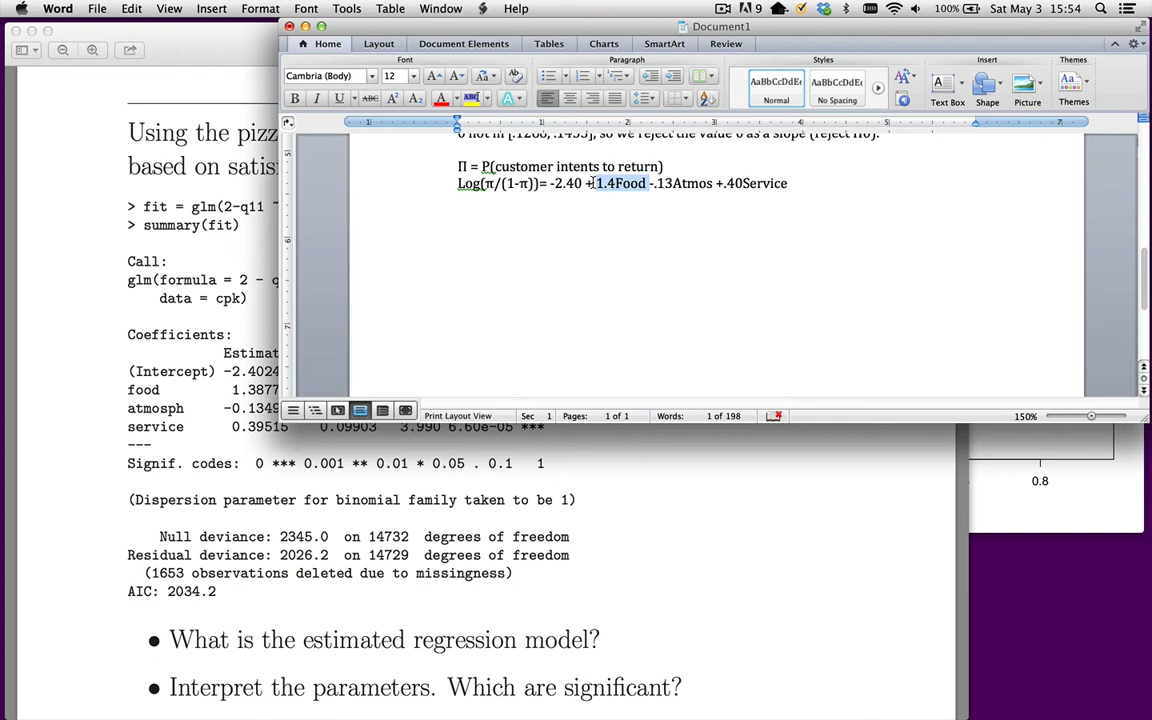 Word File Edit View Insert Format Font Tools Table Window Help 9 100% Sat May 3 15:54
Document1
Home Layout Document Elements Tables Charts SmartArt Review
Font Paragraph Styles Insert Themes
Cambria (Body) 12
AaBbCcDdEe AaBbCcDdEe
Normal No Spacing
Text Box Shape Picture Themes
Π = P(customer intents to return)
Log(π/(1-π))= -2.40 +1.4Food -.13Atmos +.40Service
Print Layout View Sec 1 Pages: 1 of 1 Words: 1 of 198 150%
Using the pizz
based on satis
> fit = glm(2-q11 ~
> summary(fit)
Call:
glm(formula = 2 - q
data = cpk)
Coefficients:
Estimat
(Intercept) -2.4024
food 1.3877
atmosph -0.1349
service 0.39515 0.09903 3.990 6.60e-05 ***
---
Signif. codes: 0 *** 0.001 ** 0.01 * 0.05 . 0.1 1
(Dispersion parameter for binomial family taken to be 1)
Null deviance: 2345.0 on 14732 degrees of freedom
Residual deviance: 2026.2 on 14729 degrees of freedom
(1653 observations deleted due to missingness)
AIC: 2034.2
• What is the estimated regression model?
• Interpret the parameters. Which are significant?
0.8